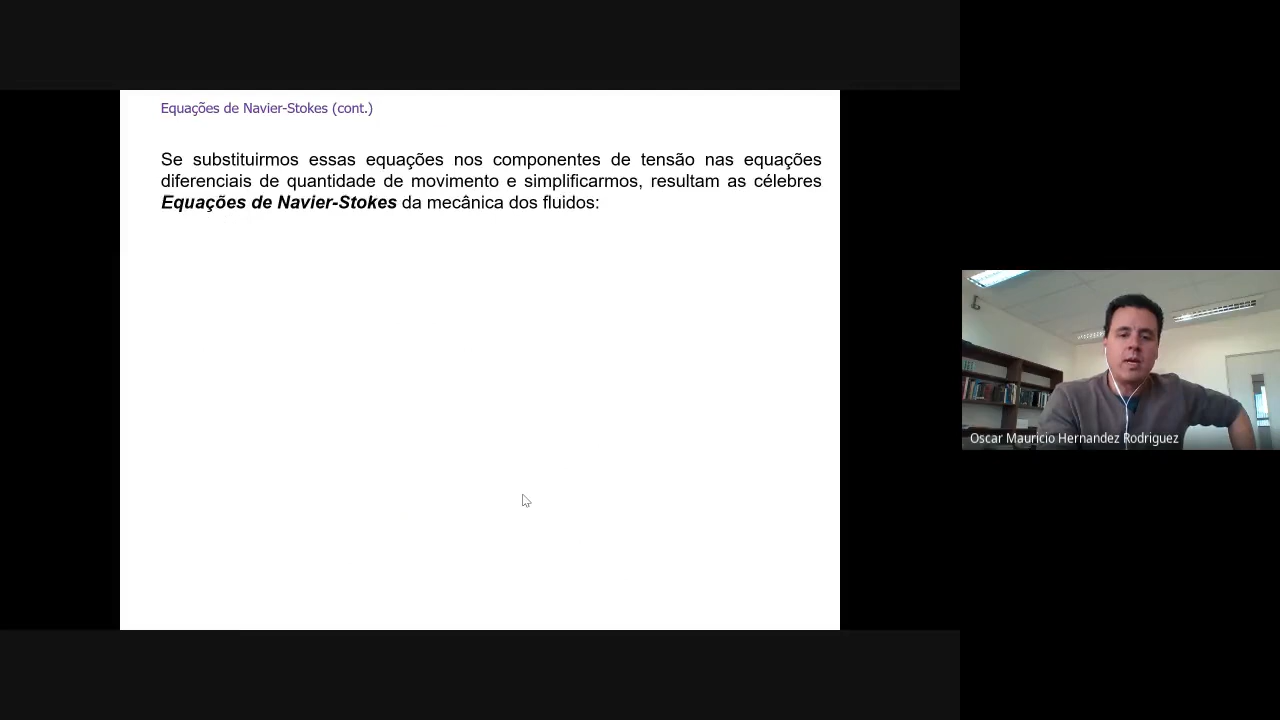 Equações de Navier-Stokes (cont.)
Se substituirmos essas equações nos componentes de tensão nas equações
diferenciais de quantidade de movimento e simplificarmos, resultam as célebres
Equações de Navier-Stokes da mecânica dos fluidos:
Oscar Mauricio Hernandez Rodriguez